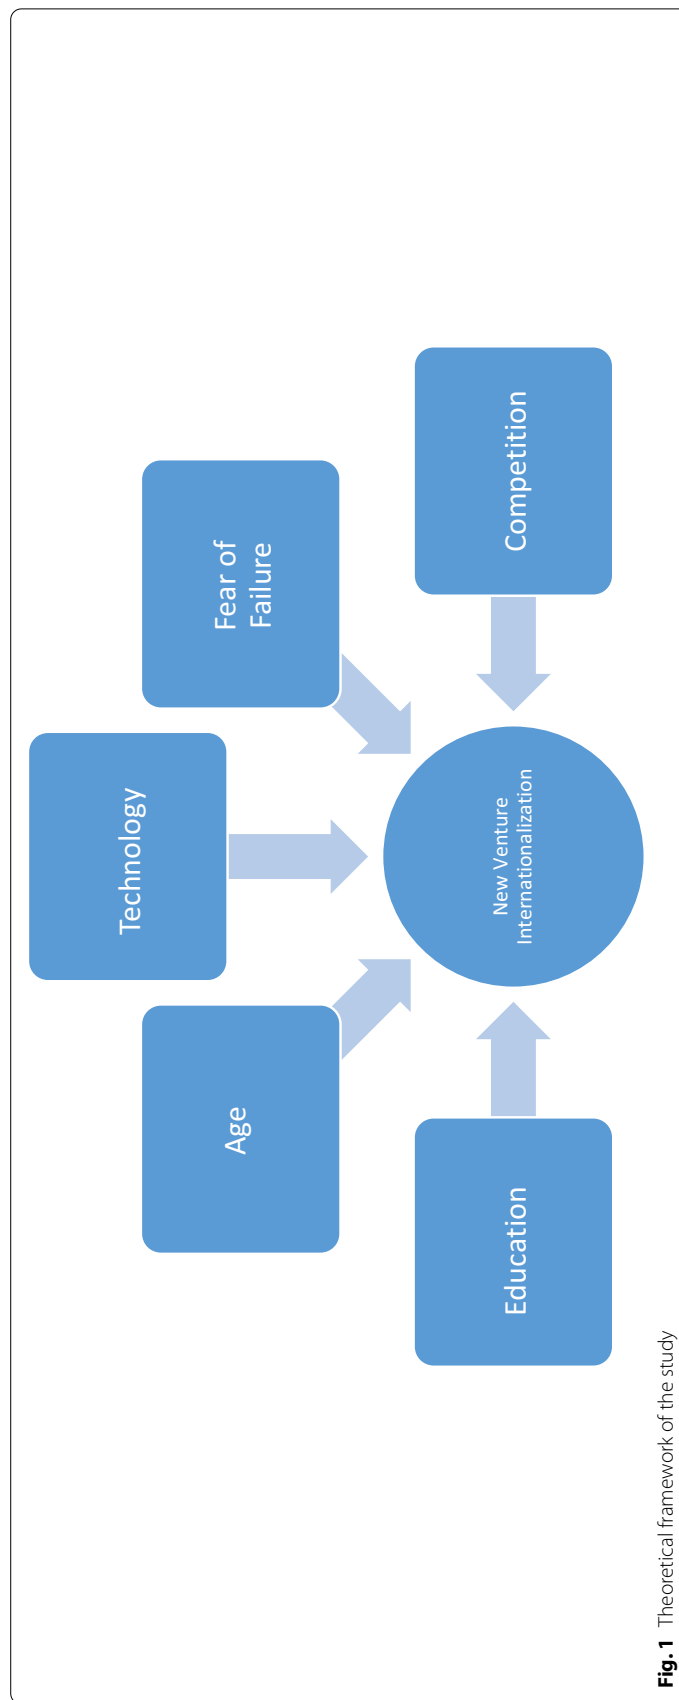 Technology
Age
Fear of
Failure
Education
New Venture
Internationalization
Competition
Fig. 1 Theoretical framework of the study